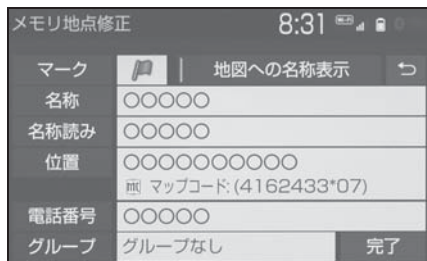 メモリ地点修正 8:31
マーク 地図への名称表示
名称 ○○○○○
名称読み ○○○○○
位置 ○○○○○○○○○○
マップコード:(4162433*07)
電話番号 ○○○○○
グループ グループなし 完了